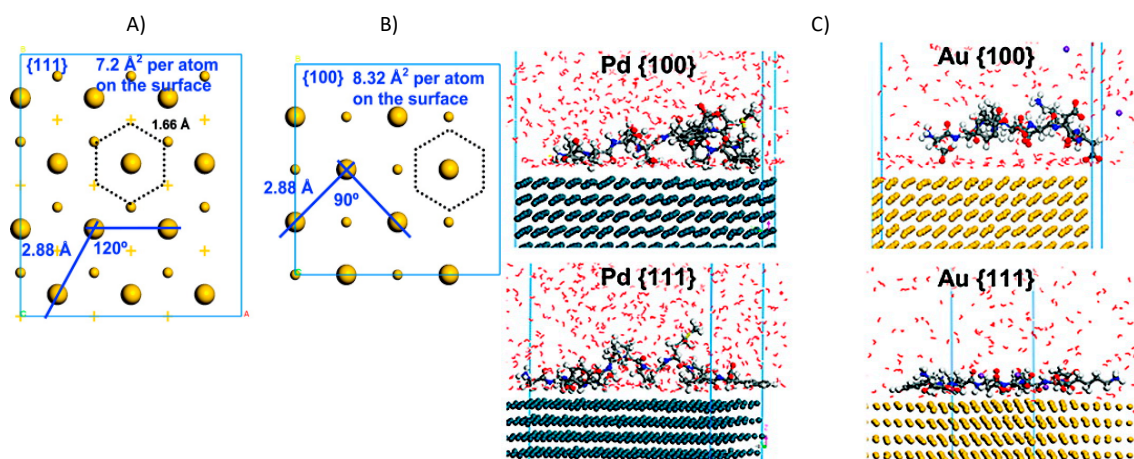 A)
B)
C)
B
{111}
7.2 Å² per atom
on the surface
1.66 Å
2.88 Å
120º
C
A
B
{100}
8.32 Å² per atom
on the surface
2.88 Å
90º
C
Pd {100}
Pd {111}
Au {100}
Au {111}